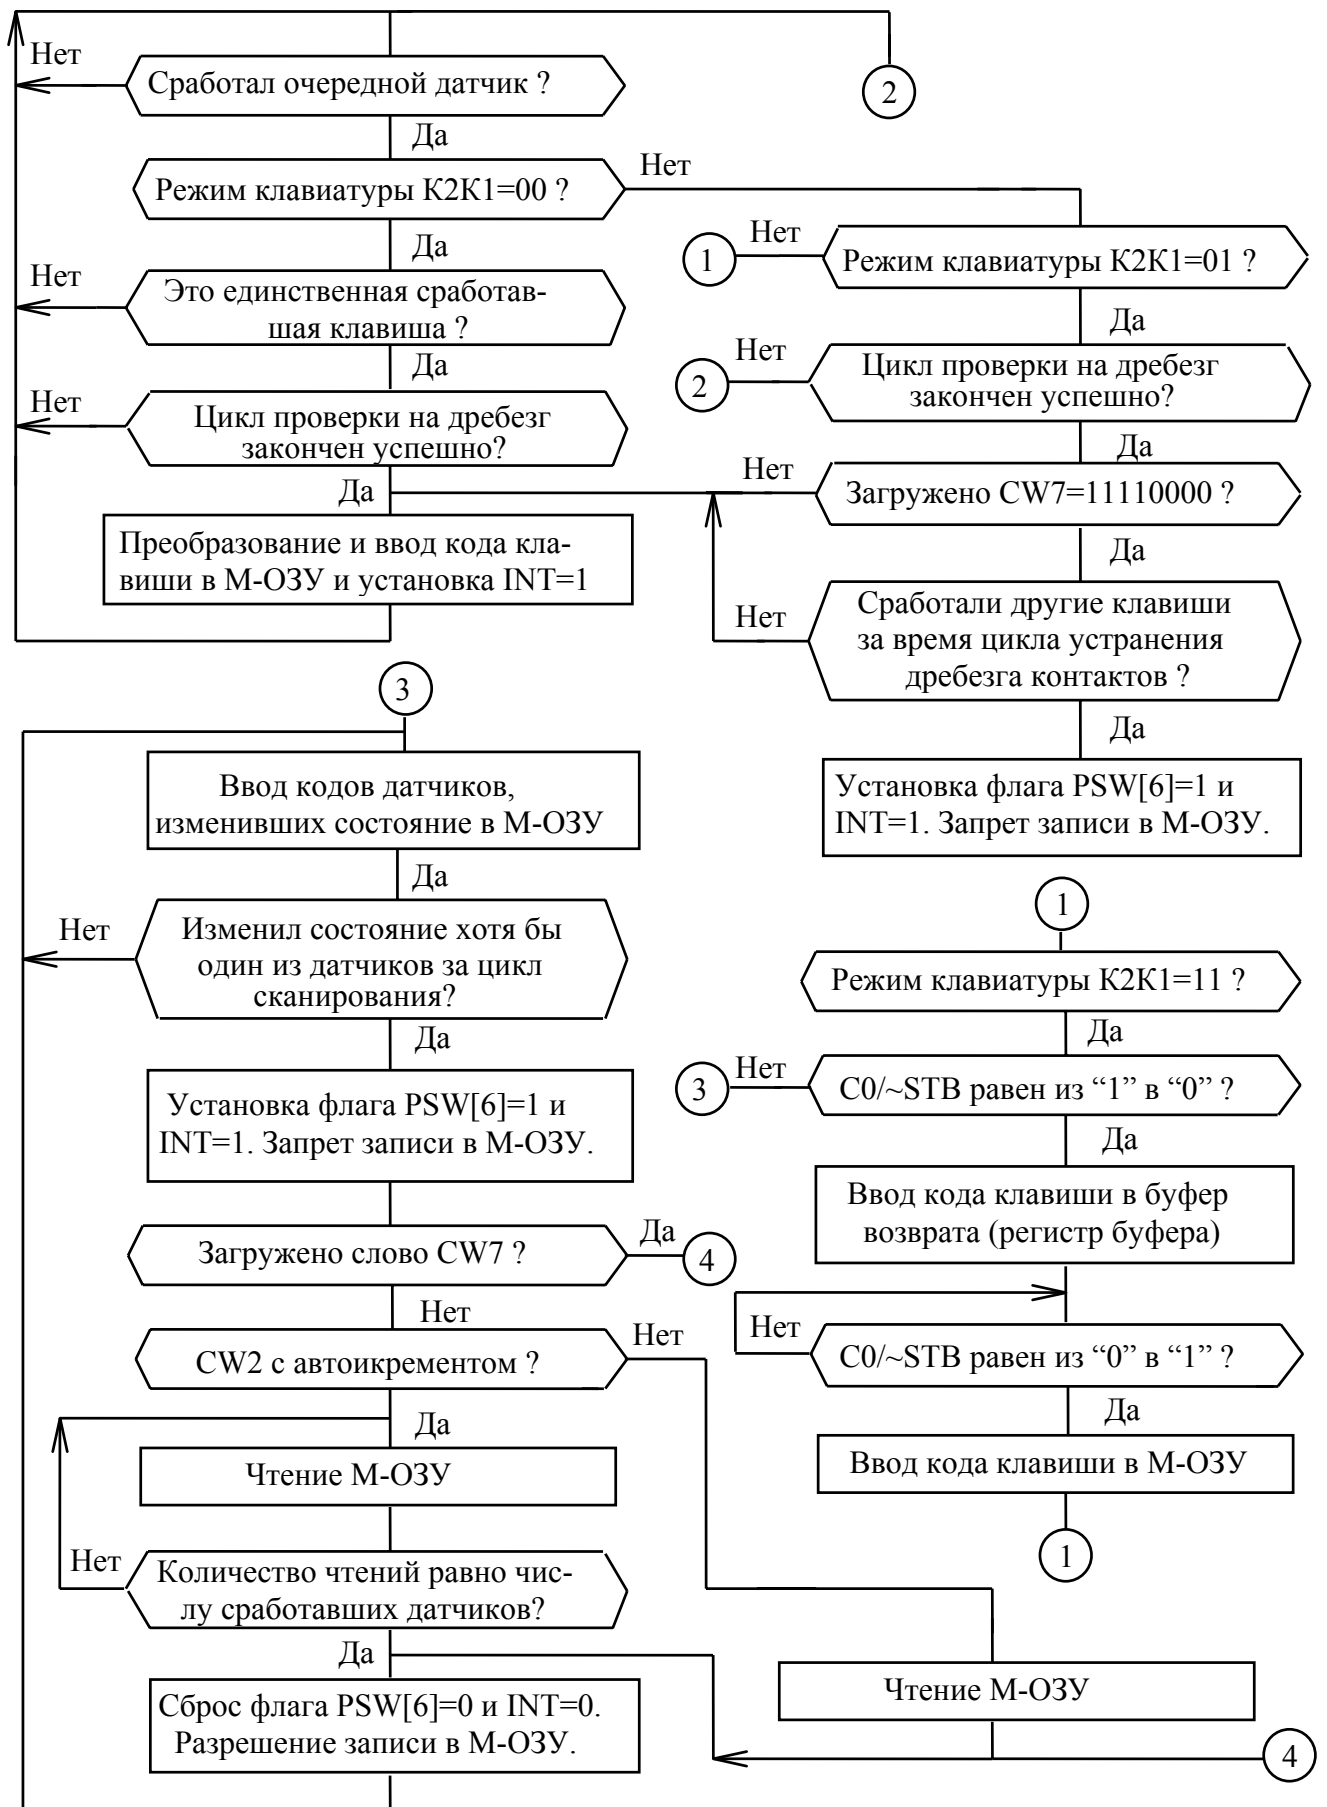 Нет
Сработал очередной датчик ?
2
Да
Нет
Режим клавиатуры K2K1=00 ?
Да
Нет
1
Режим клавиатуры K2K1=01 ?
Нет
Это единственная сработав-
шая клавиша ?
Да
Да
Нет
2
Цикл проверки на дребезг
закончен успешно?
Нет
Цикл проверки на дребезг
закончен успешно?
Да
Да
Нет
Загружено CW7=11110000 ?
Преобразование и ввод кода кла-
виши в М-ОЗУ и установка INT=1
Да
Нет
Сработали другие клавиши
за время цикла устранения
дребезга контактов ?
Да
Установка флага PSW[6]=1 и
INT=1. Запрет записи в М-ОЗУ.
3
Ввод кодов датчиков,
изменивших состояние в М-ОЗУ
Да
Нет
Изменил состояние хотя бы
один из датчиков за цикл
сканирования?
Да
Установка флага PSW[6]=1 и
INT=1. Запрет записи в М-ОЗУ.
Загружено слово CW7 ?
Да
4
Нет
CW2 с автоикрементом ?
Нет
Да
Чтение М-ОЗУ
Нет
Количество чтений равно чис-
лу сработавших датчиков?
Да
Сброс флага PSW[6]=0 и INT=0.
Разрешение записи в М-ОЗУ.
1
Режим клавиатуры K2K1=11 ?
Да
3
Нет
C0/~STB равен из “1” в “0” ?
Да
Ввод кода клавиши в буфер
возврата (регистр буфера)
Нет
C0/~STB равен из “0” в “1” ?
Да
Ввод кода клавиши в М-ОЗУ
1
Чтение М-ОЗУ
4